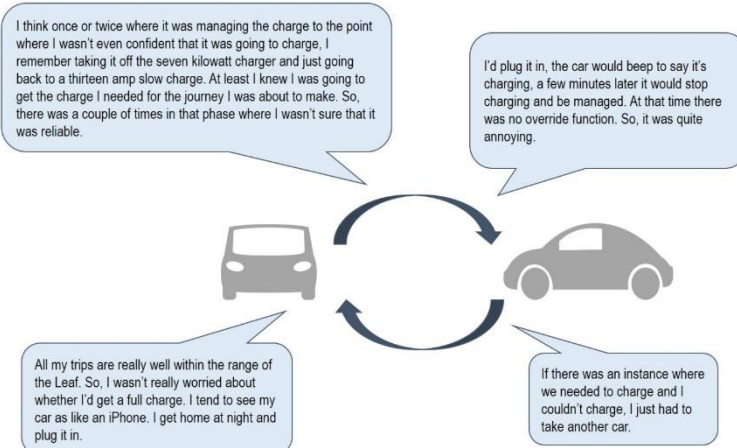 I think once or twice where it was managing the charge to the point
where I wasn't even confident that it was going to charge, I
remember taking it off the seven kilowatt charger and just going
back to a thirteen amp slow charge. At least I knew I was going to
get the charge I needed for the journey I was about to make. So,
there was a couple of times in that phase where I wasn't sure that it
was reliable.
I'd plug it in, the car would beep to say it's
charging, a few minutes later it would stop
charging and be managed. At that time there
was no override function. So, it was quite
annoying.
All my trips are really well within the range of
the Leaf. So, I wasn't really worried about
whether I'd get a full charge. I tend to see my
car as like an iPhone. I get home at night and
plug it in.
If there was an instance where
we needed to charge and I
couldn't charge, I just had to
take another car.